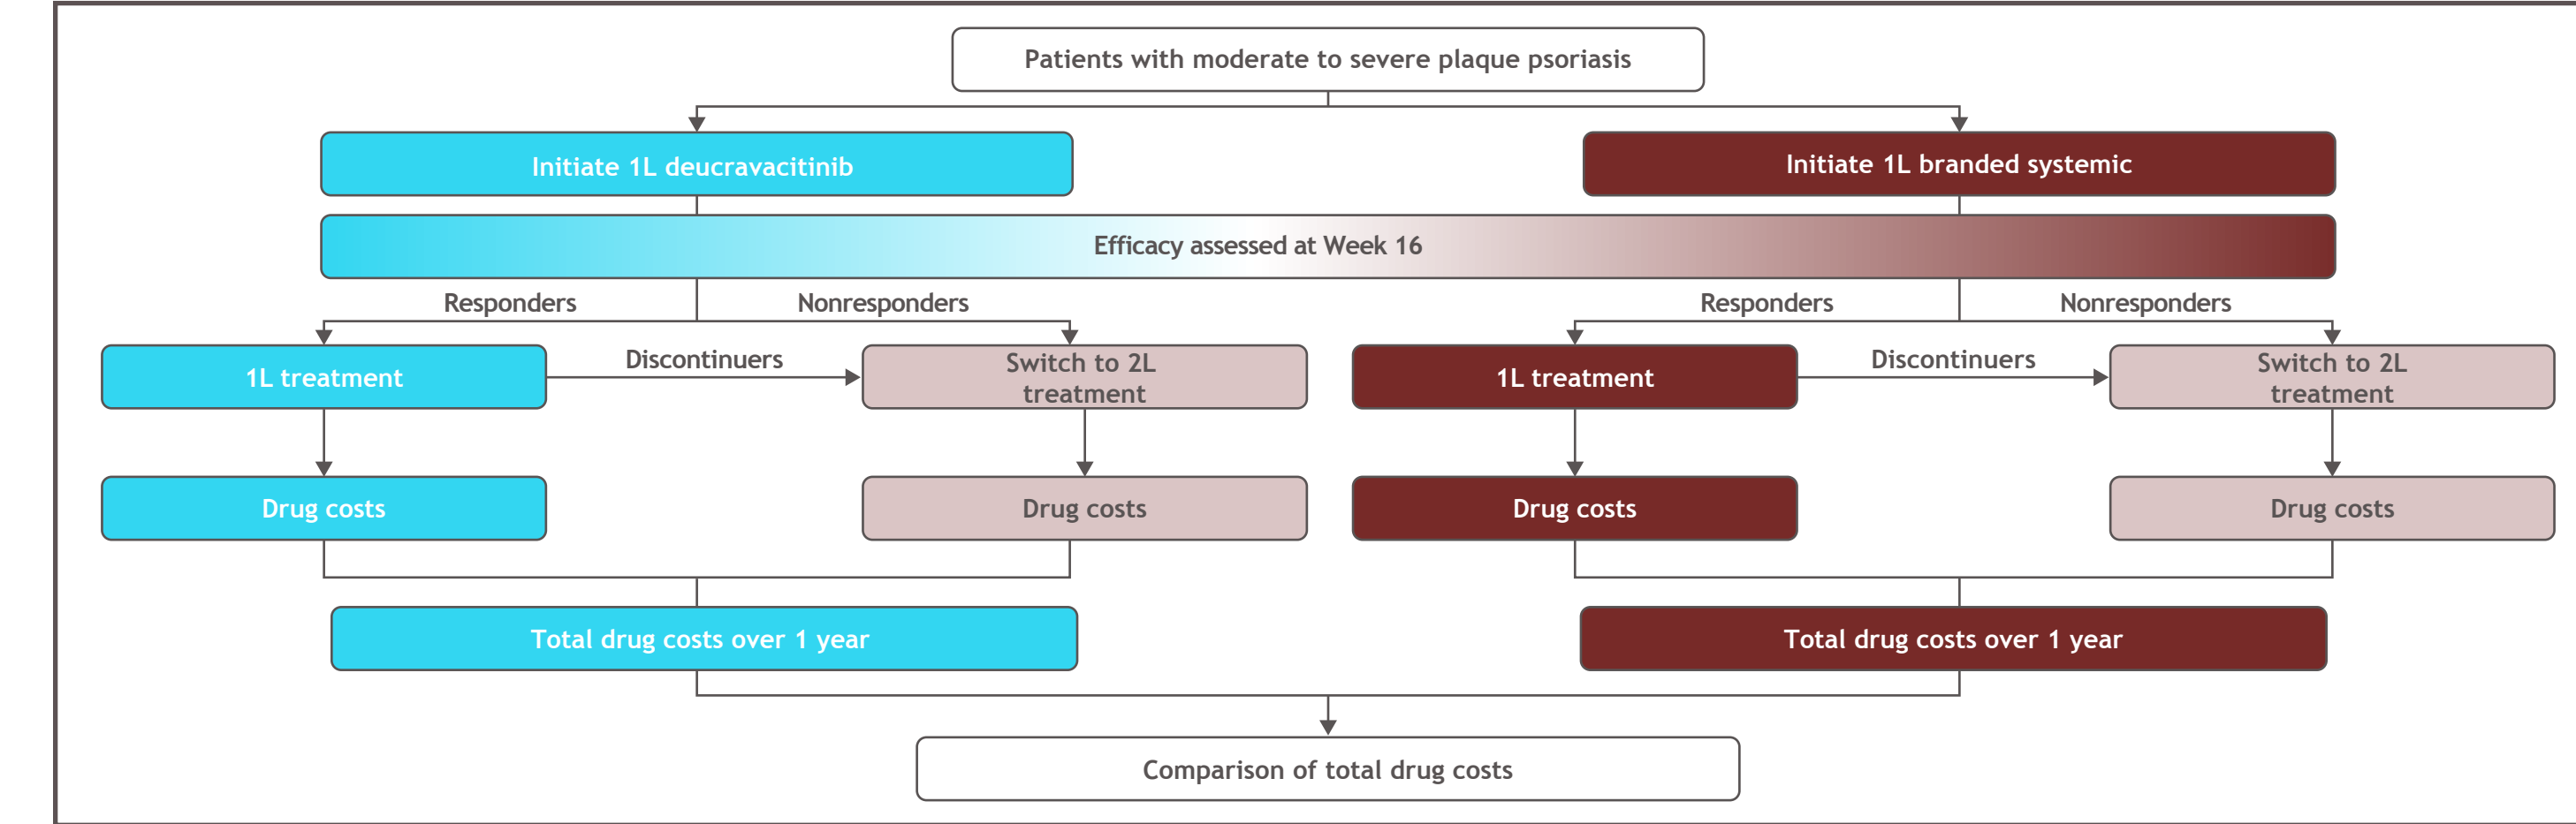 Patients with moderate to severe plaque psoriasis
Initiate 1L deucravacitinib
Initiate 1L branded systemic
Efficacy assessed at Week 16
Responders
Nonresponders
Responders
Nonresponders
1L treatment
Discontinuers
Switch to 2L
treatment
1L treatment
Discontinuers
Switch to 2L
treatment
Drug costs
Drug costs
Drug costs
Drug costs
Total drug costs over 1 year
Total drug costs over 1 year
Comparison of total drug costs